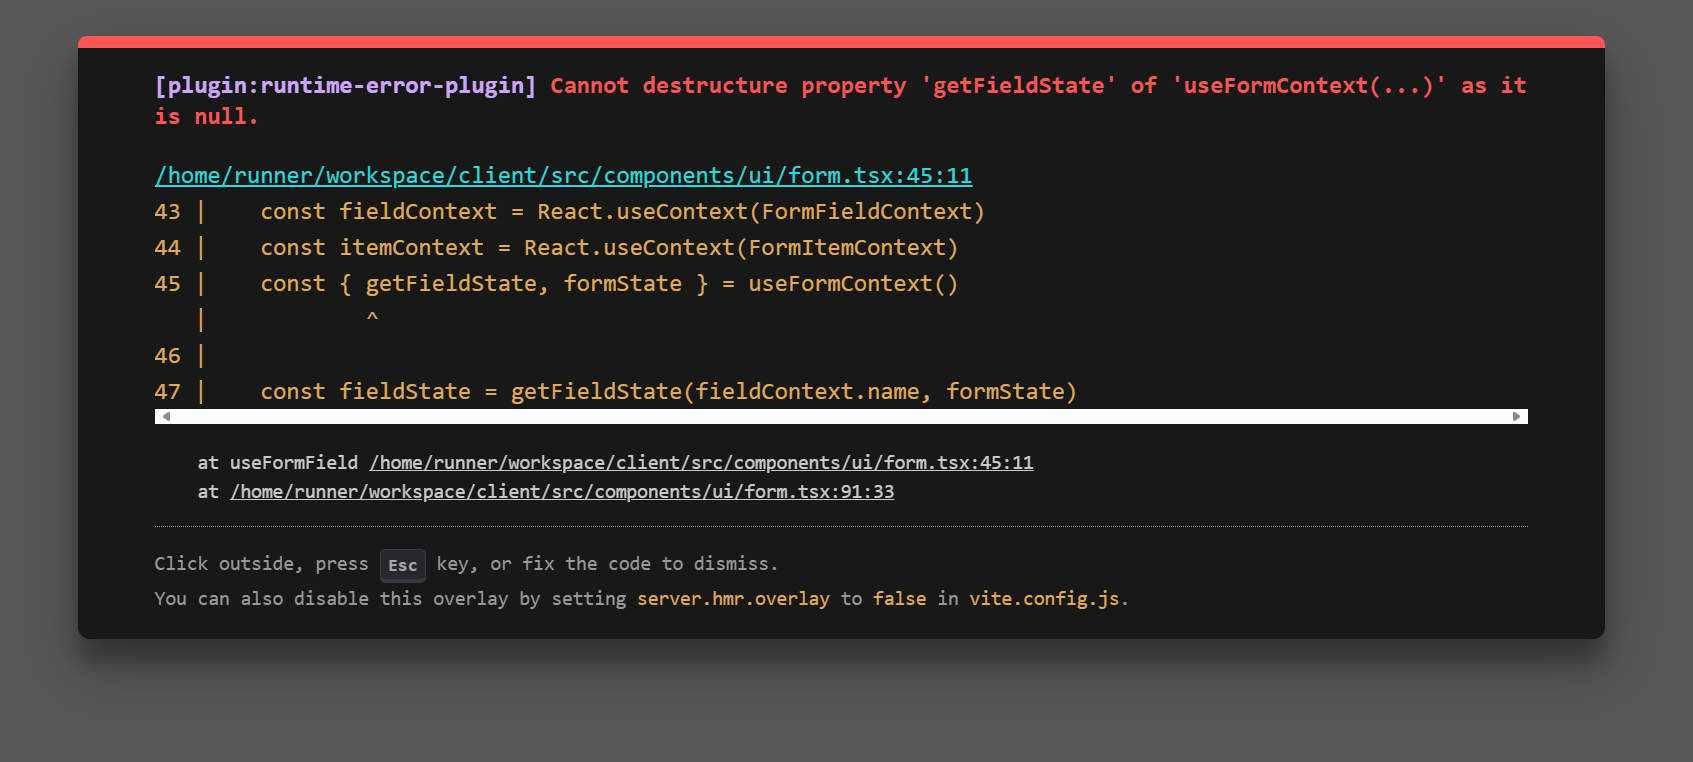 [plugin:runtime-error-plugin] Cannot destructure property 'getFieldState' of 'useFormContext(...)' as it
is null.
/home/runner/workspace/client/src/components/ui/form.tsx:45:11
43 |    const fieldContext = React.useContext(FormFieldContext)
44 |    const itemContext = React.useContext(FormItemContext)
45 |    const { getFieldState, formState } = useFormContext()
   |            ^
46 |
47 |    const fieldState = getFieldState(fieldContext.name, formState)
at useFormField /home/runner/workspace/client/src/components/ui/form.tsx:45:11
at /home/runner/workspace/client/src/components/ui/form.tsx:91:33
Click outside, press Esc key, or fix the code to dismiss.
You can also disable this overlay by setting server.hmr.overlay to false in vite.config.js.